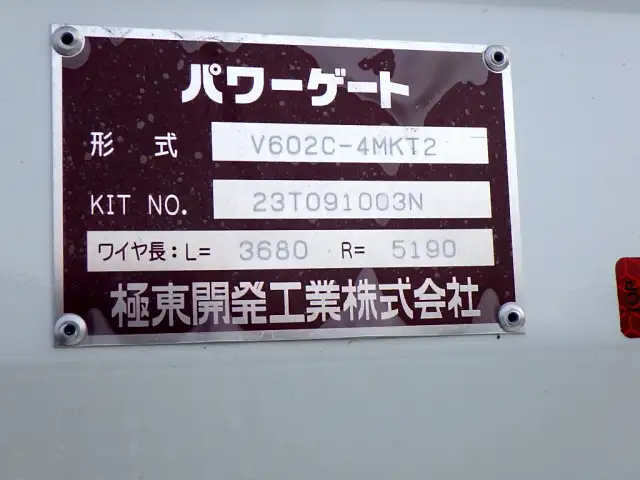 パワーゲート
形式 V602C-4MKT2
KIT NO. 23T091003N
ワイヤ長:L= 3680 R= 5190
極東開発工業株式会社